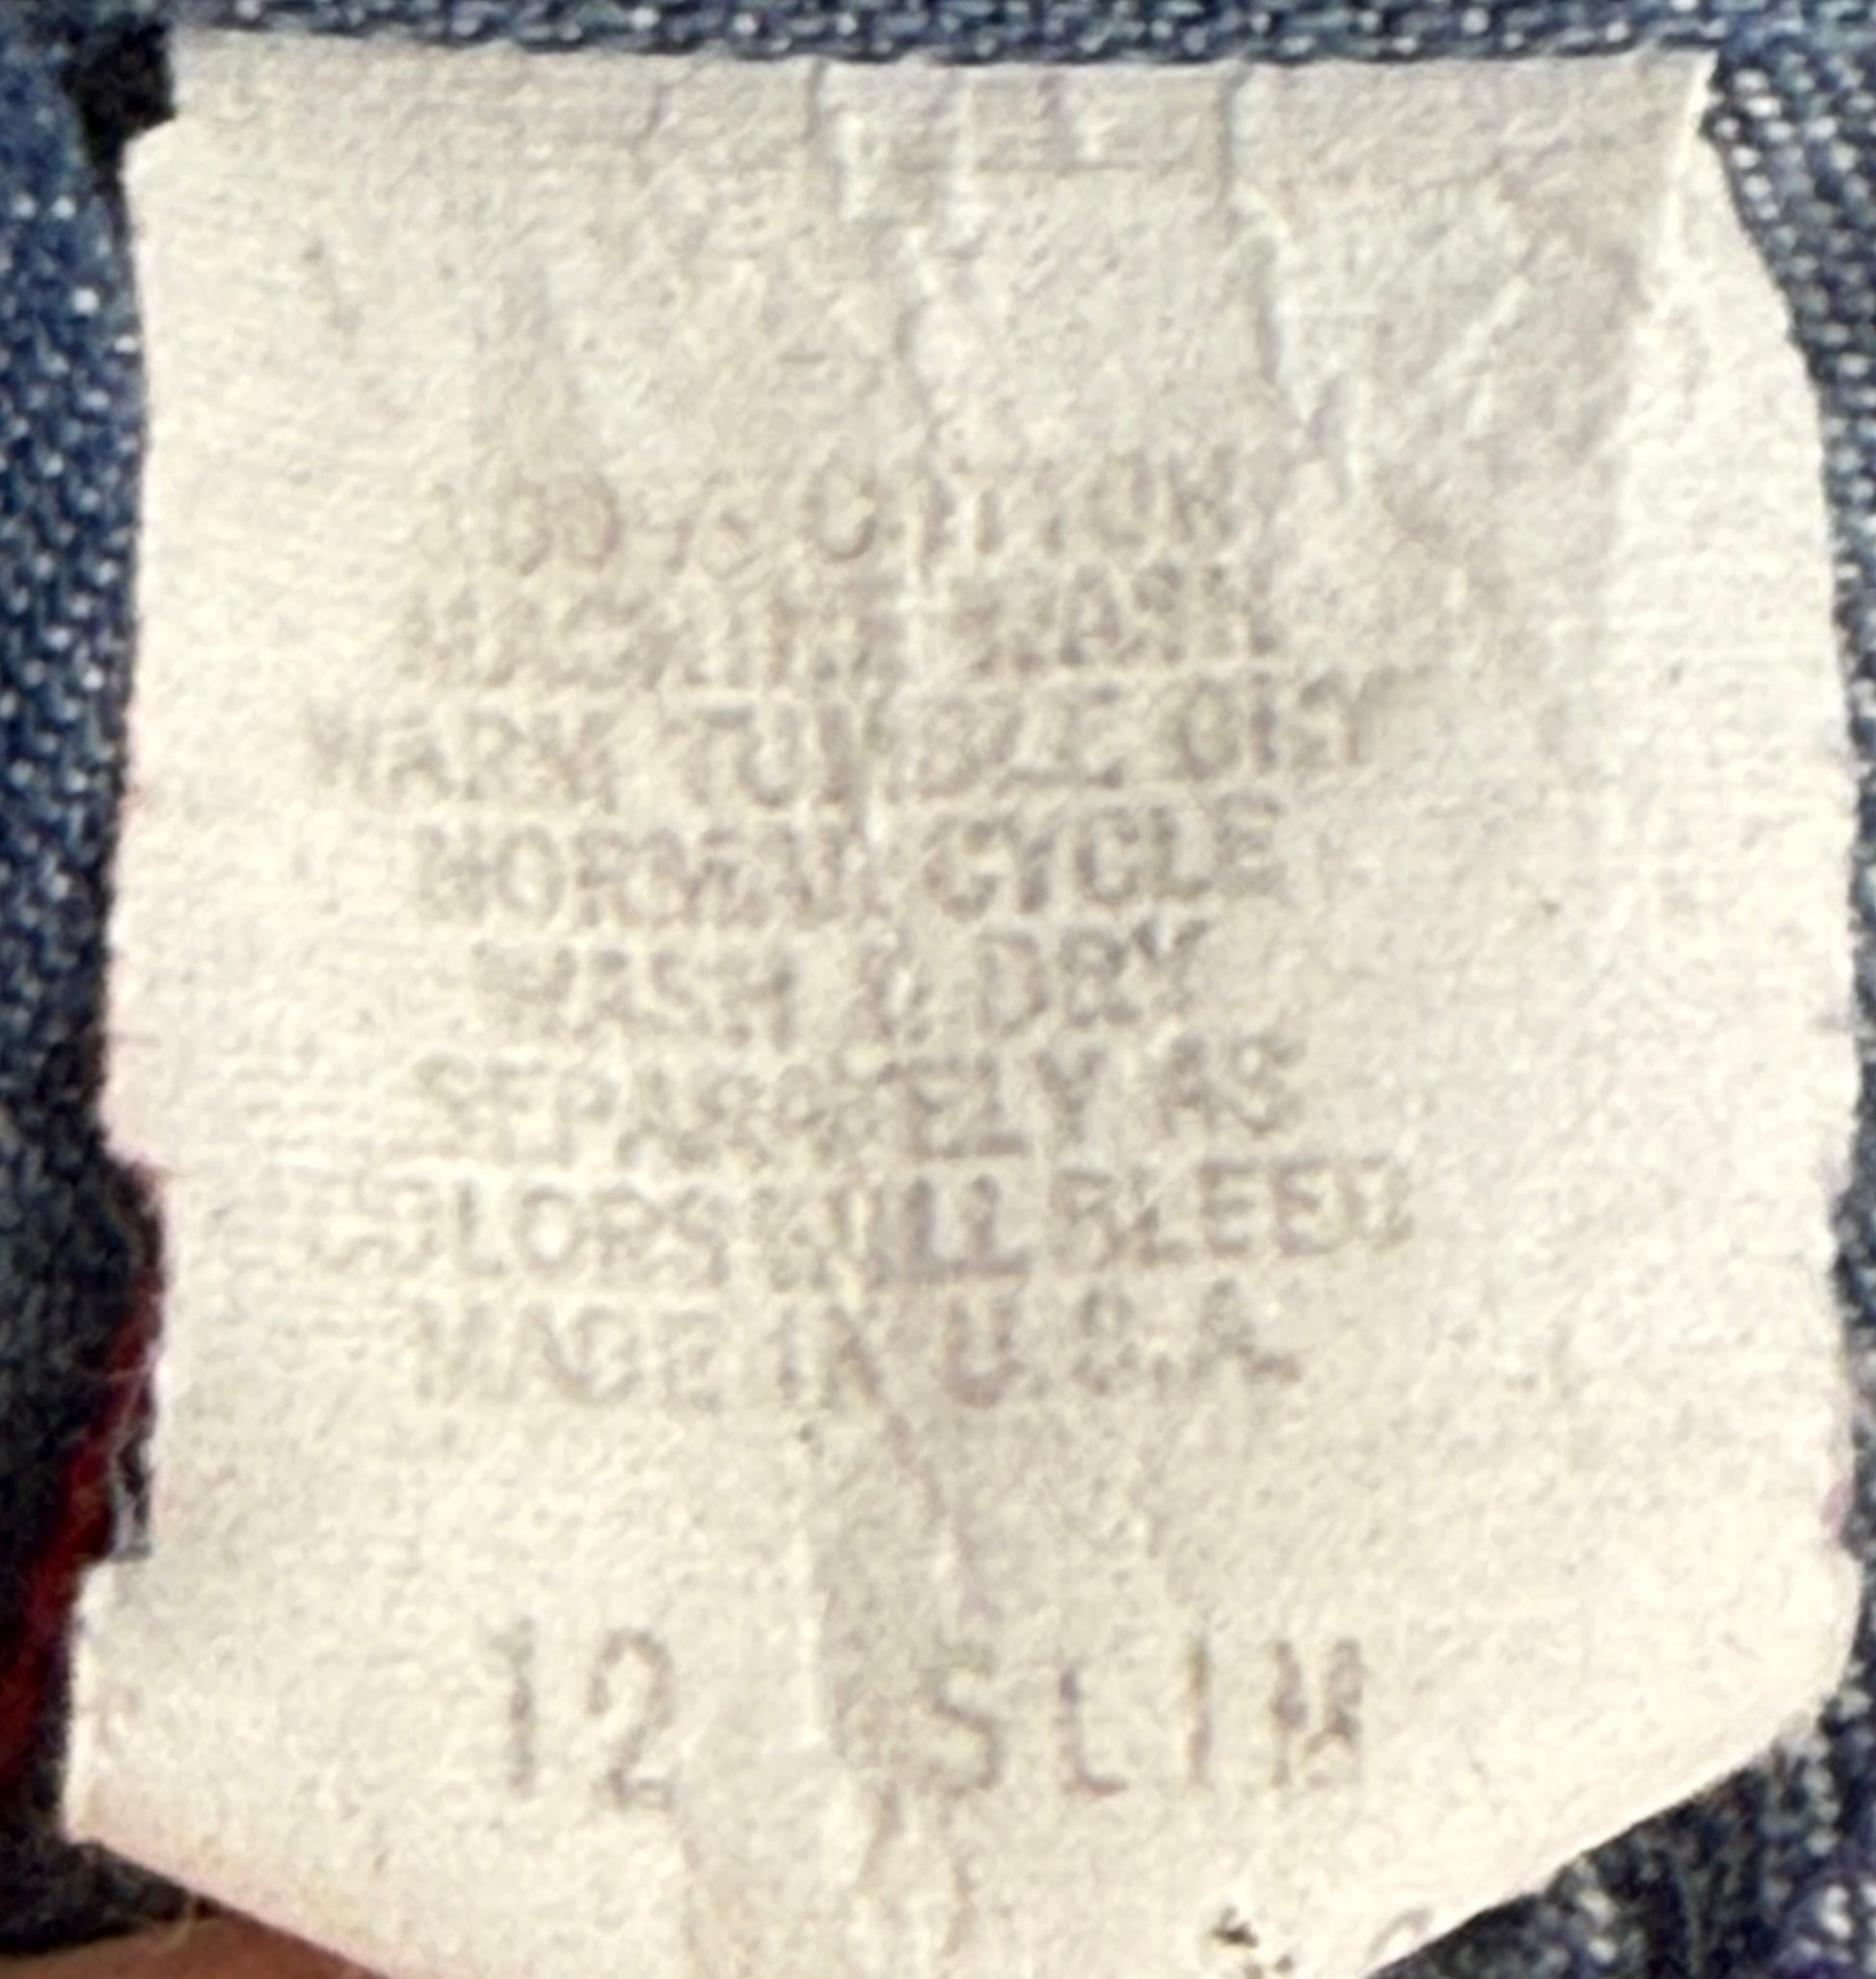 100% COTTON
MACHINE WASH
WARM TUMBLE DRY
NORMAL CYCLE
WASH & DRY
SEPARATELY AS
COLORS WILL BLEED
MADE IN U.S.A.
12 SLIM